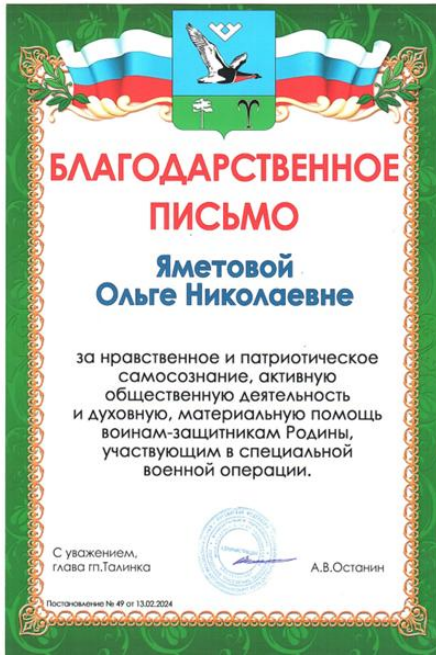 БЛАГОДАРСТВЕННОЕ
ПИСЬМО
Яметовой
Ольге Николаевне
за нравственное и патриотическое
самосознание, активную
общественную деятельность
и духовную, материальную помощь
воинам-защитникам Родины,
участвующим в специальной
военной операции.
С уважением,
глава гп.Талинка
А.В.Останин
Постановление № 49 от 13.02.2024